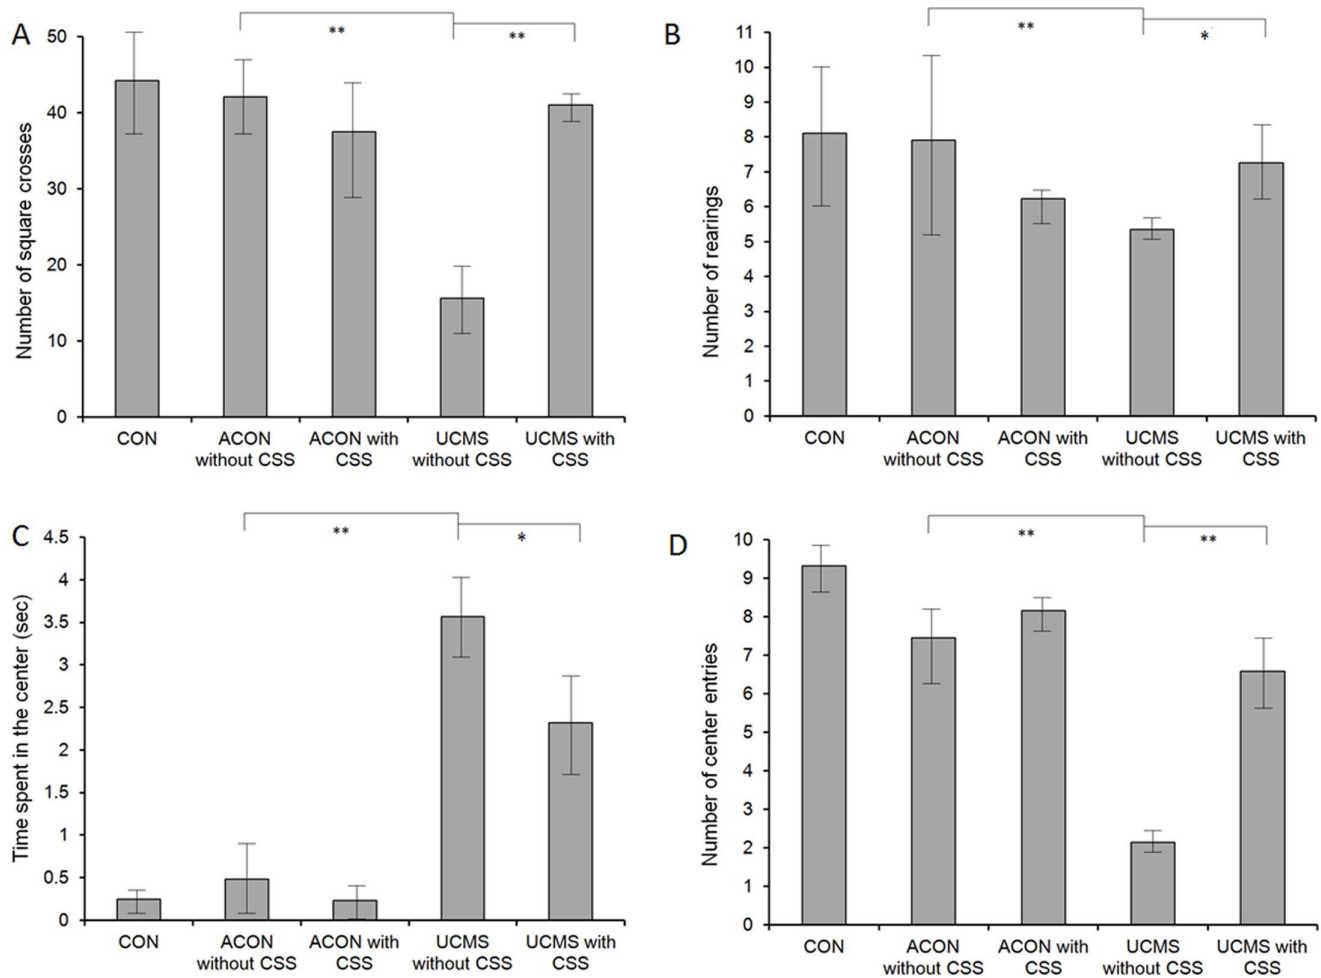 A
**
**
50
40
30
20
10
0
Number of square crosses
CON
ACON
without CSS
ACON with
CSS
UCMS
without CSS
UCMS with
CSS
B
**
*
11
10
9
8
7
6
5
4
3
2
1
0
Number of rearings
CON
ACON
without CSS
ACON with
CSS
UCMS
without CSS
UCMS with
CSS
C
**
*
4.5
4
3.5
3
2.5
2
1.5
1
0.5
0
Time spent in the center (sec)
CON
ACON
without CSS
ACON with
CSS
UCMS
without CSS
UCMS with
CSS
D
**
**
10
9
8
7
6
5
4
3
2
1
0
Number of center entries
CON
ACON
without CSS
ACON with
CSS
UCMS
without CSS
UCMS with
CSS